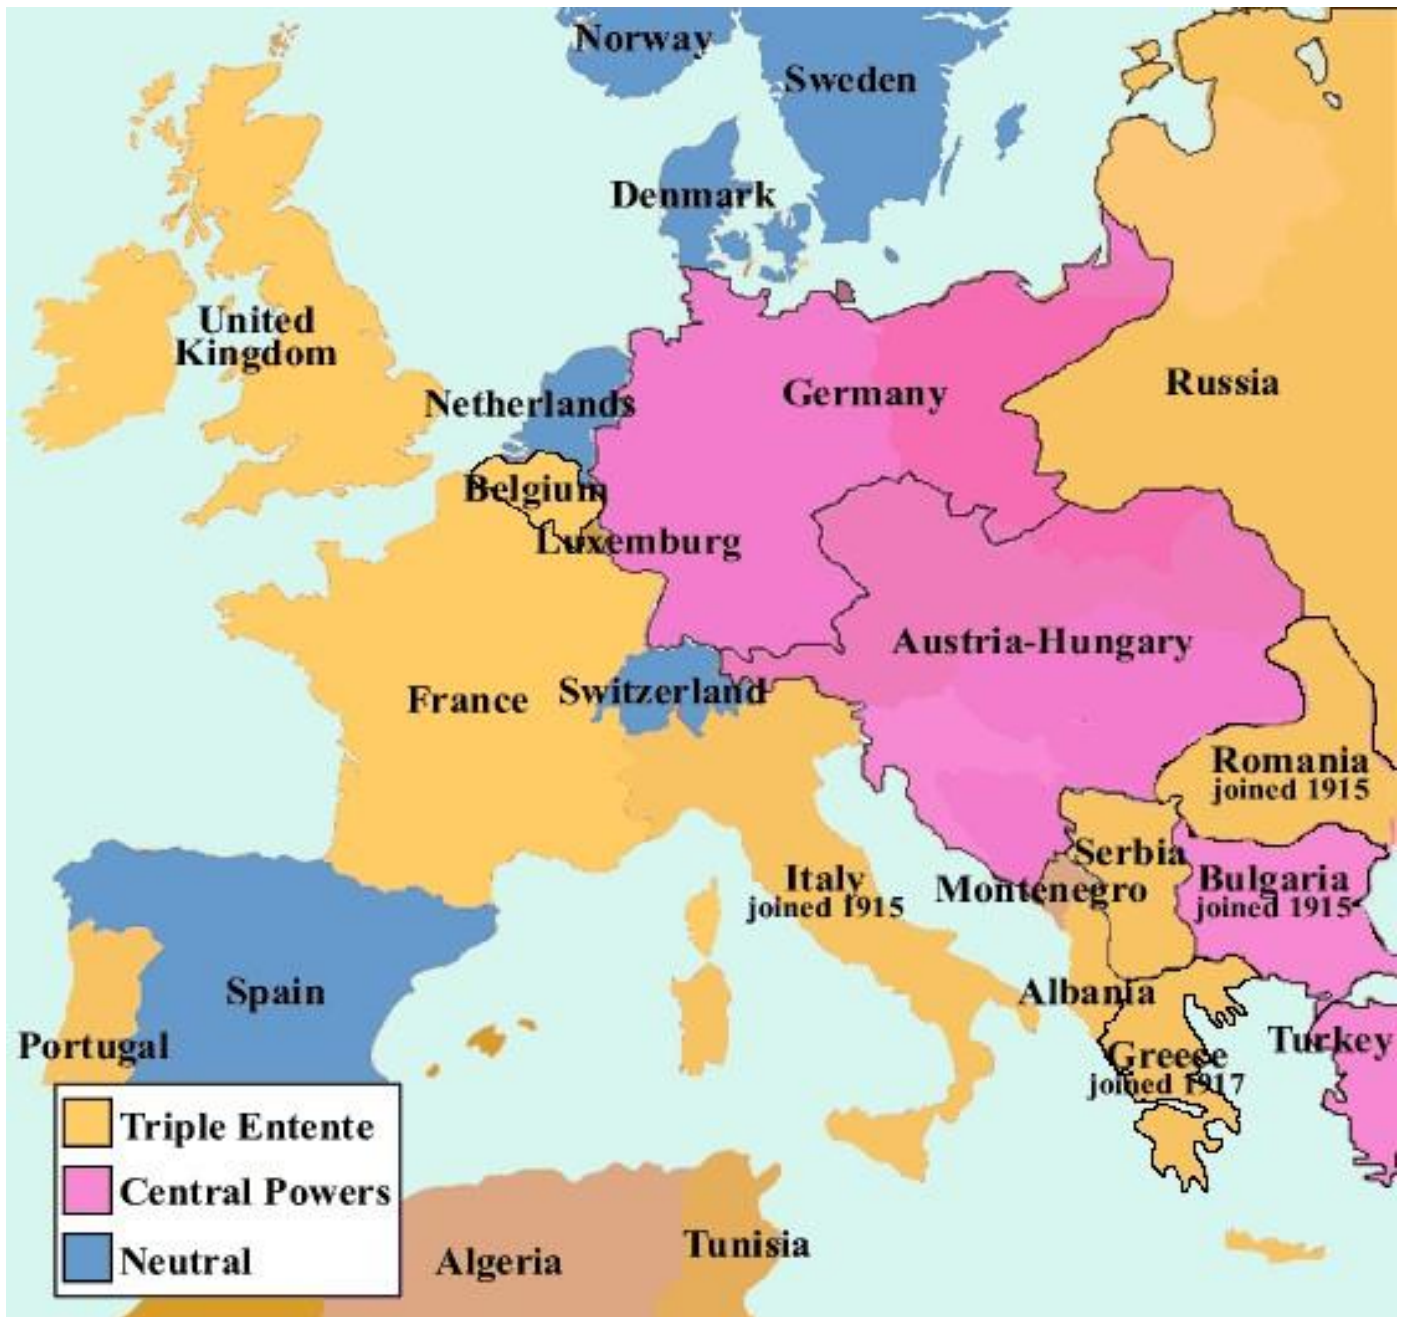 Norway
Sweden
Denmark
United
Kingdom
Netherlands
Germany
Russia
Belgium
Luxemburg
Austria-Hungary
France
Switzerland
Romania
joined 1915
Serbia
Italy
joined 1915
Montenegro
Bulgaria
joined 1915
Spain
Albania
Portugal
Greece
joined 1917
Turkey
Triple Entente
Central Powers
Neutral
Algeria
Tunisia